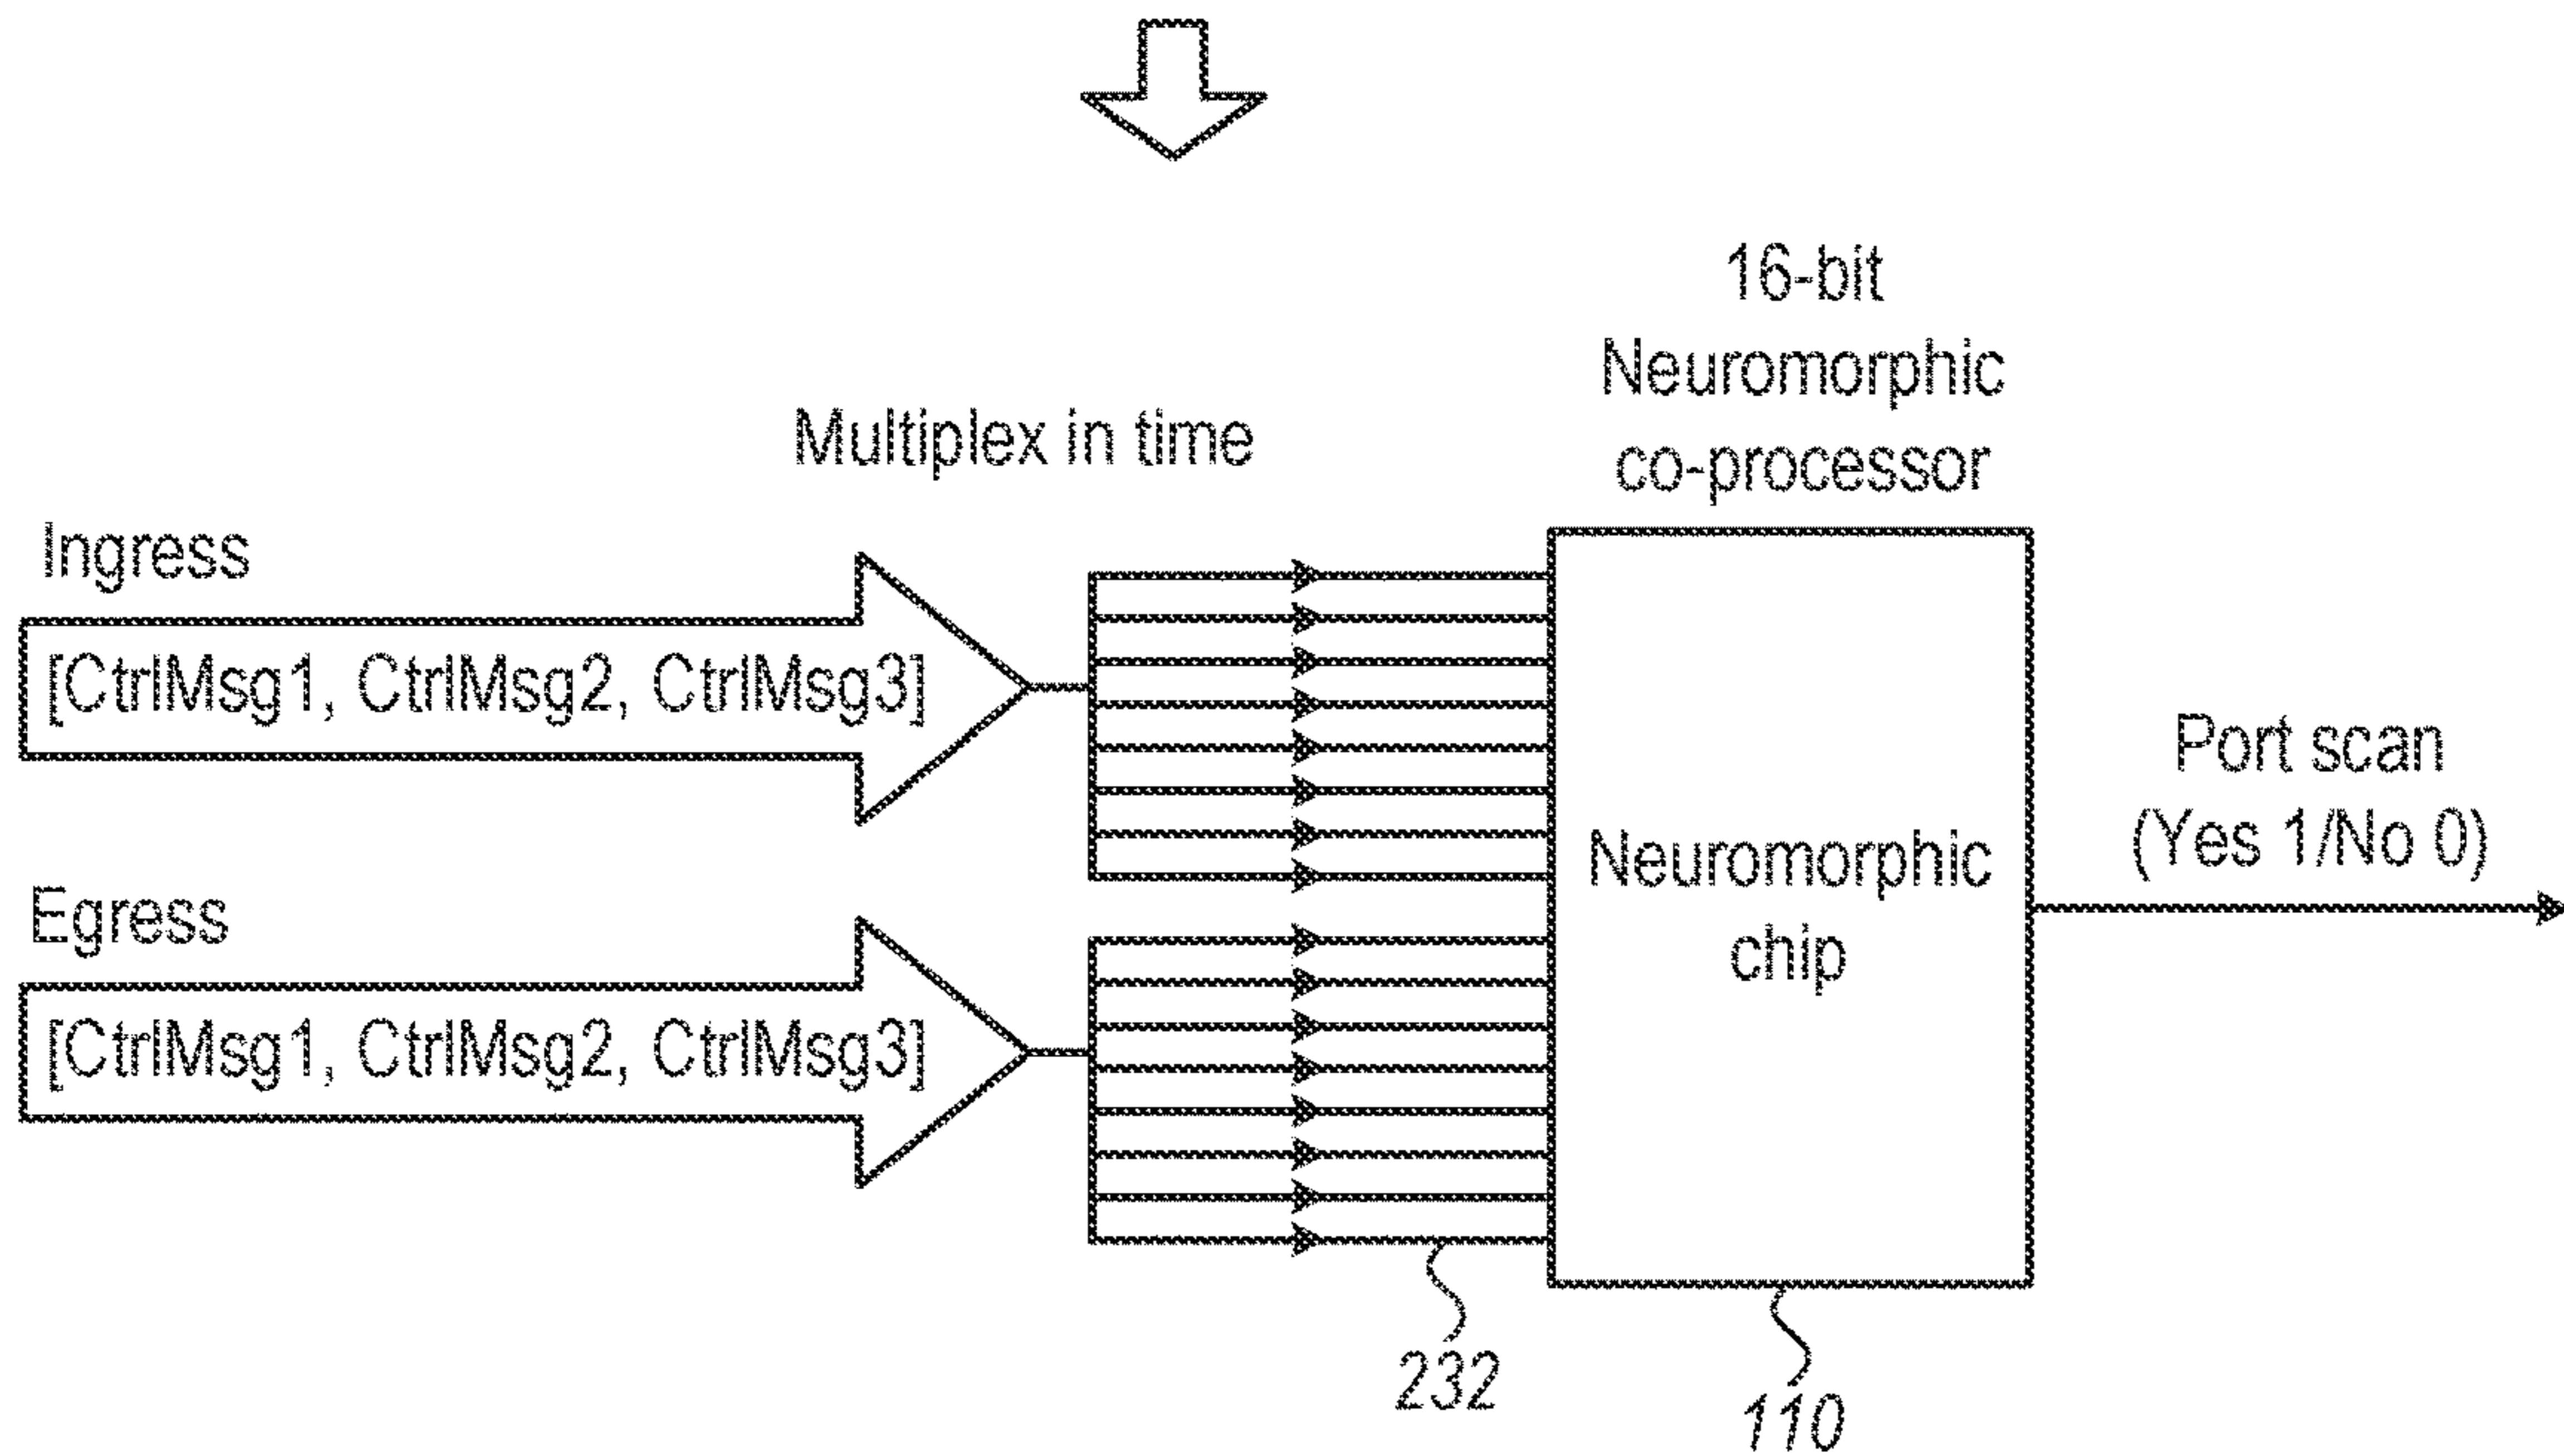 16-bit
Neuromorphic
co-processor
Multiplex in time
Ingress
[CtrlMsg1, CtrlMsg2, CtrlMsg3]
Port scan
(Yes 1/No 0)
Neuromorphic
chip
Egress
[CtrlMsg1, CtrlMsg2, CtrlMsg3]
232
110